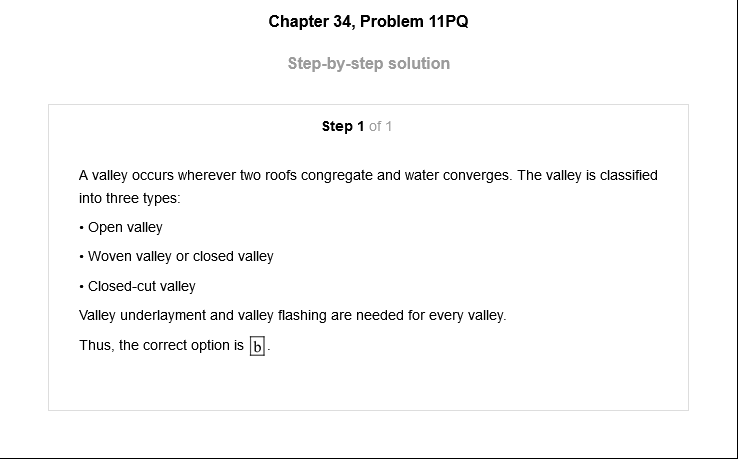 Chapter 34, Problem 11PQ
Step-by-step solution
Step 1 of 1
A valley occurs wherever two roofs congregate and water converges. The valley is classified
into three types:
• Open valley
• Woven valley or closed valley
• Closed-cut valley
Valley underlayment and valley flashing are needed for every valley.
Thus, the correct option is b.